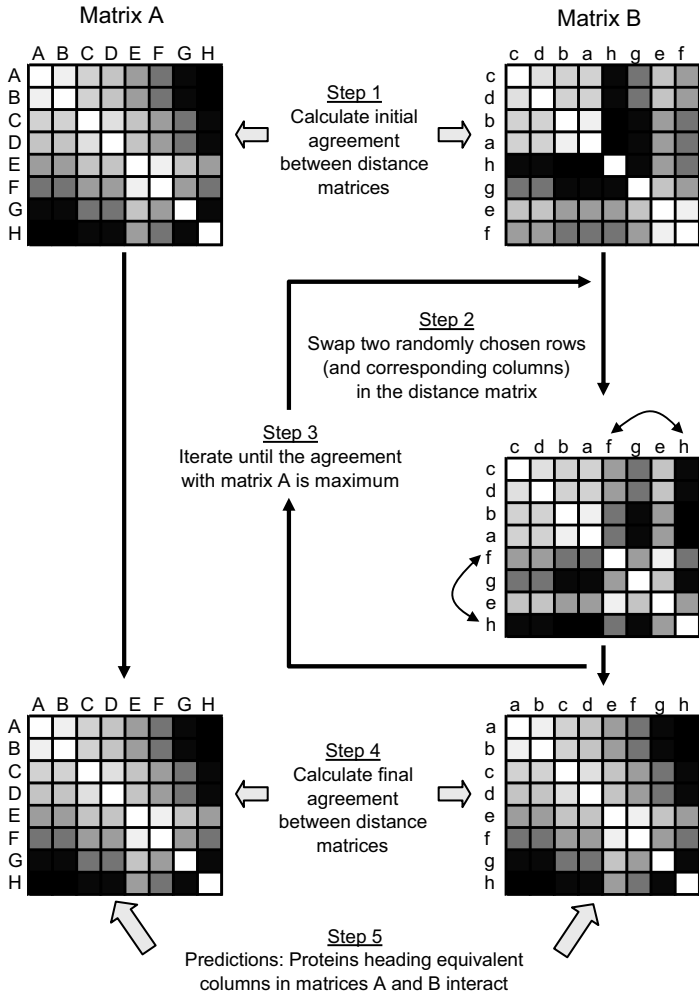 Matrix A
Matrix B
A B C D E F G H
A
B
C
D
E
F
G
H
c d b a h g e f
c
d
b
a
h
g
e
f
Step 1
Calculate initial
agreement
between distance
matrices
Step 2
Swap two randomly chosen rows
(and corresponding columns)
in the distance matrix
Step 3
Iterate until the agreement
with matrix A is maximum
c d b a f g e h
c
d
b
a
f
g
e
h
A B C D E F G H
A
B
C
D
E
F
G
H
Step 4
Calculate final
agreement
between distance
matrices
a b c d e f g h
a
b
c
d
e
f
g
h
Step 5
Predictions: Proteins heading equivalent
columns in matrices A and B interact